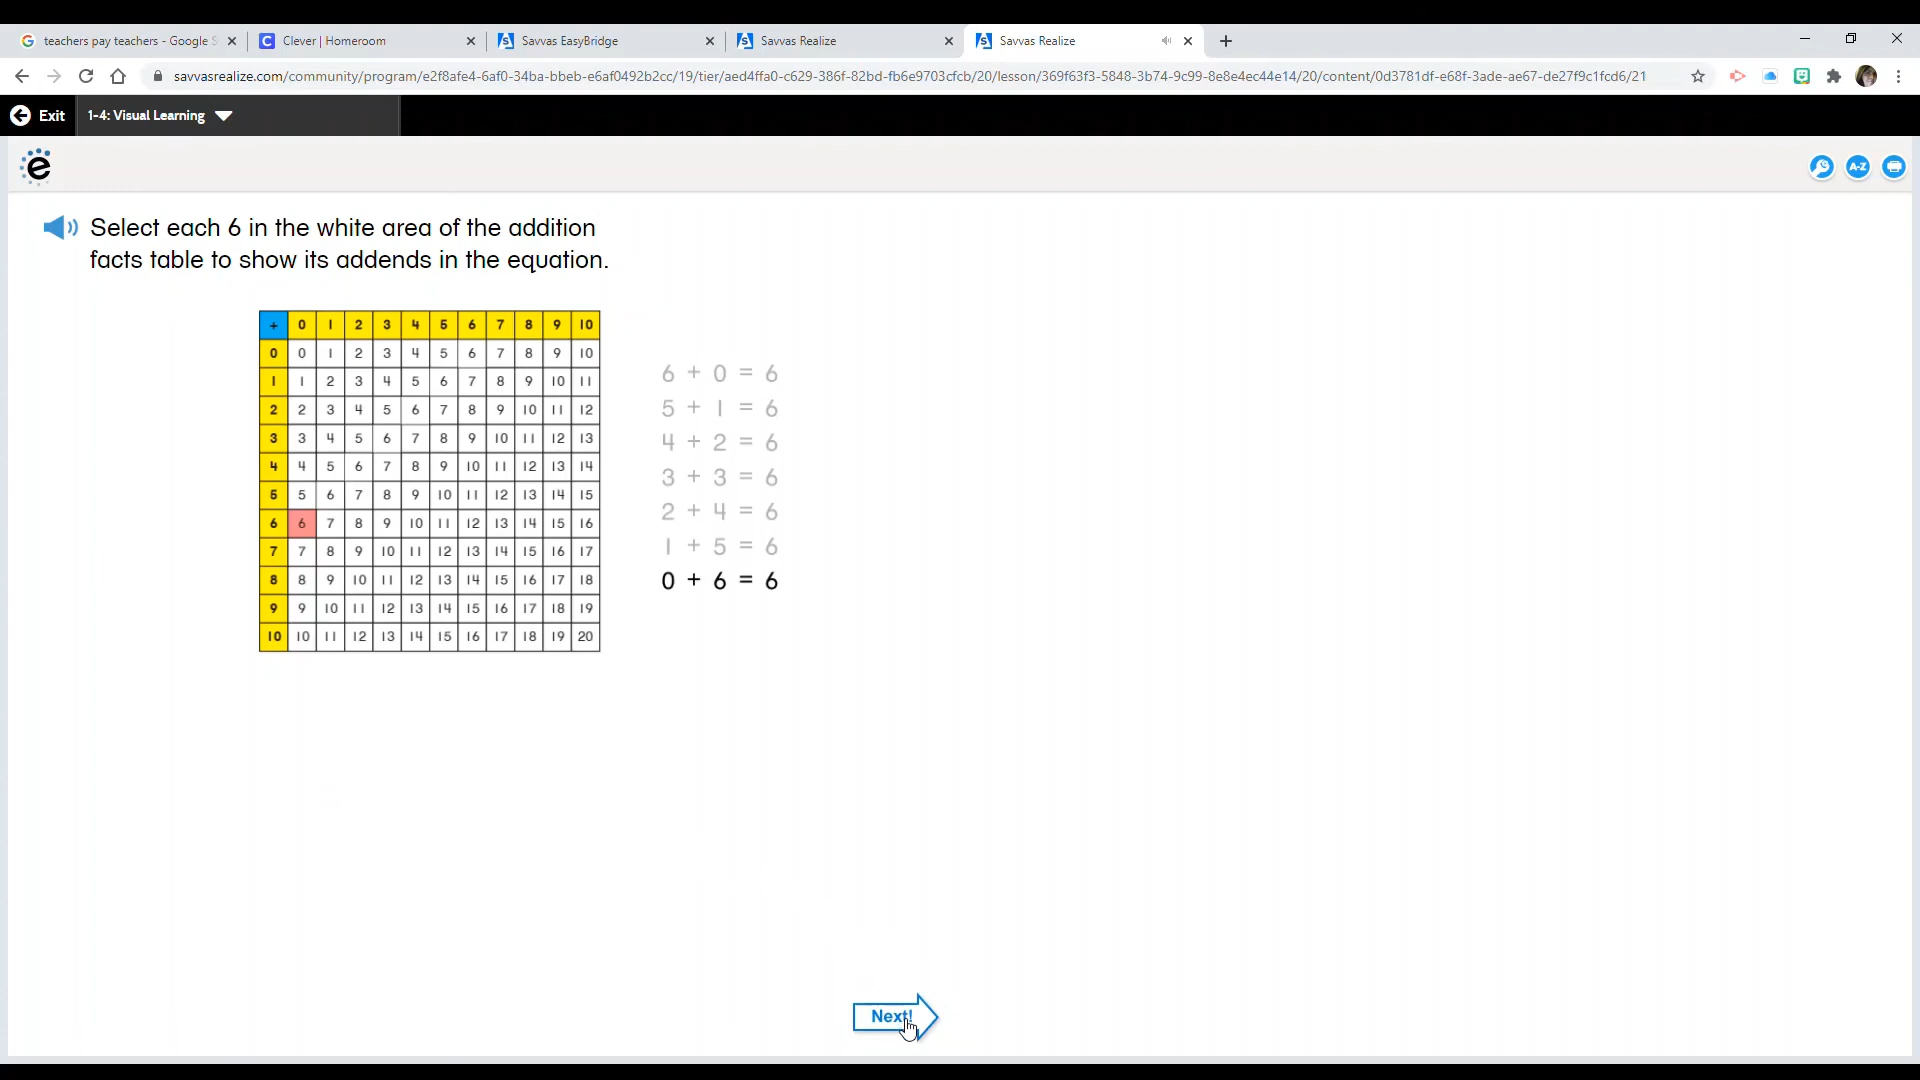 teachers pay teachers - Google S
Clever | Homeroom
Savvas EasyBridge
Savvas Realize
Savvas Realize
savvasrealize.com/community/program/e2f8afe4-6af0-34ba-bbeb-e6af0492b2cc/19/tier/aed4ffa0-c629-386f-82bd-fb6e9703cfcb/20/lesson/369f63f3-5848-3b74-9c99-8e8e4ec44e14/20/content/0d3781df-e68f-3ade-ae67-de27f9c1fcd6/21
Exit
1-4: Visual Learning
e
A-Z
Select each 6 in the white area of the addition
facts table to show its addends in the equation.
+ 0 1 2 3 4 5 6 7 8 9 10
0 0 1 2 3 4 5 6 7 8 9 10
1 1 2 3 4 5 6 7 8 9 10 11
2 2 3 4 5 6 7 8 9 10 11 12
3 3 4 5 6 7 8 9 10 11 12 13
4 4 5 6 7 8 9 10 11 12 13 14
5 5 6 7 8 9 10 11 12 13 14 15
6 6 7 8 9 10 11 12 13 14 15 16
7 7 8 9 10 11 12 13 14 15 16 17
8 8 9 10 11 12 13 14 15 16 17 18
9 9 10 11 12 13 14 15 16 17 18 19
10 10 11 12 13 14 15 16 17 18 19 20
6 + 0 = 6
5 + 1 = 6
4 + 2 = 6
3 + 3 = 6
2 + 4 = 6
1 + 5 = 6
0 + 6 = 6
Next!